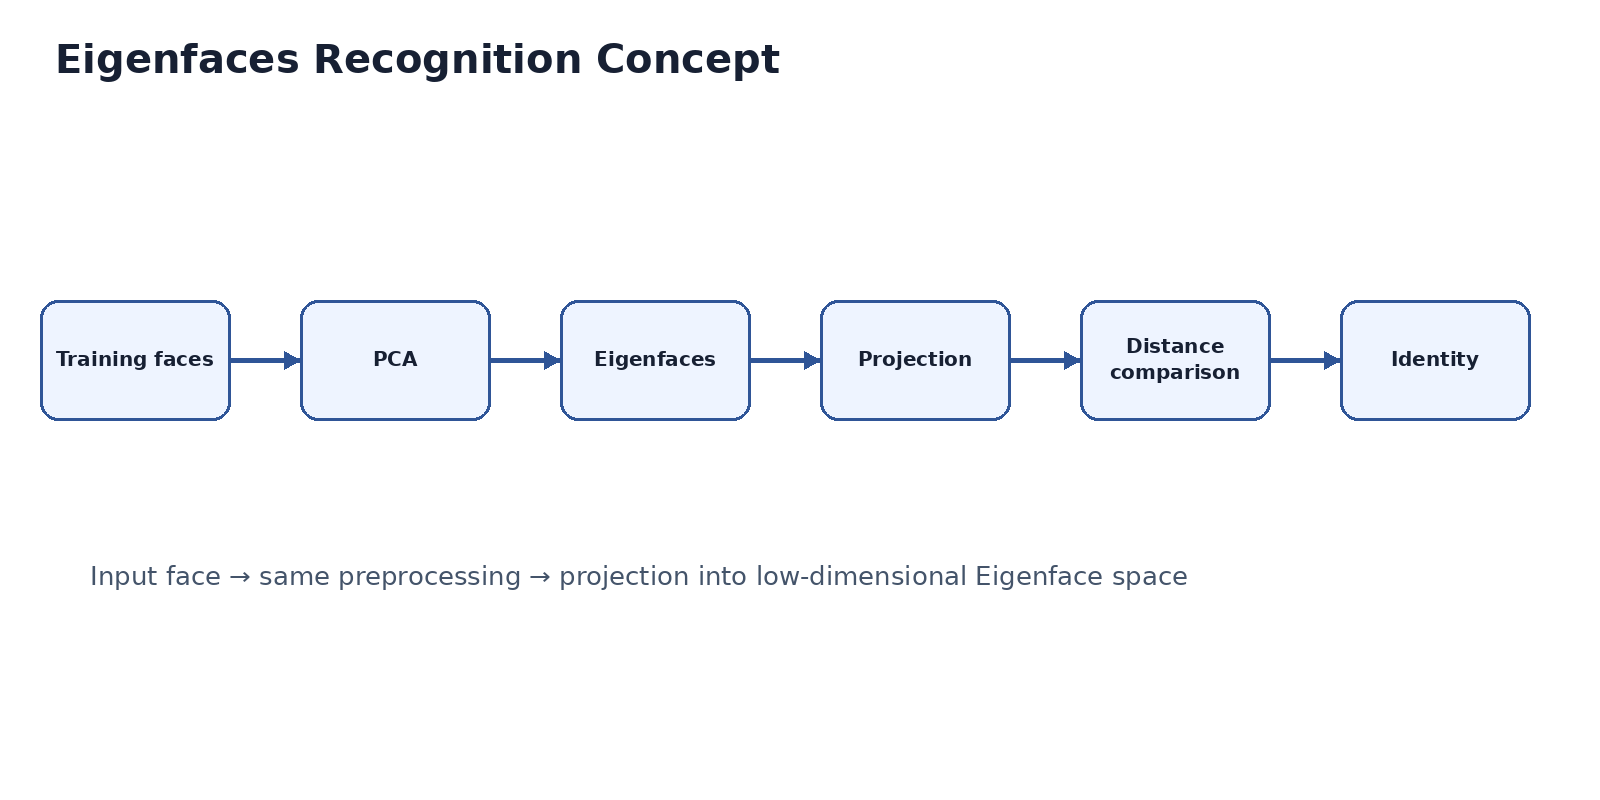 Eigenfaces Recognition Concept
Training faces
PCA
Eigenfaces
Projection
Distance
comparison
Identity
Input face → same preprocessing → projection into low-dimensional Eigenface space